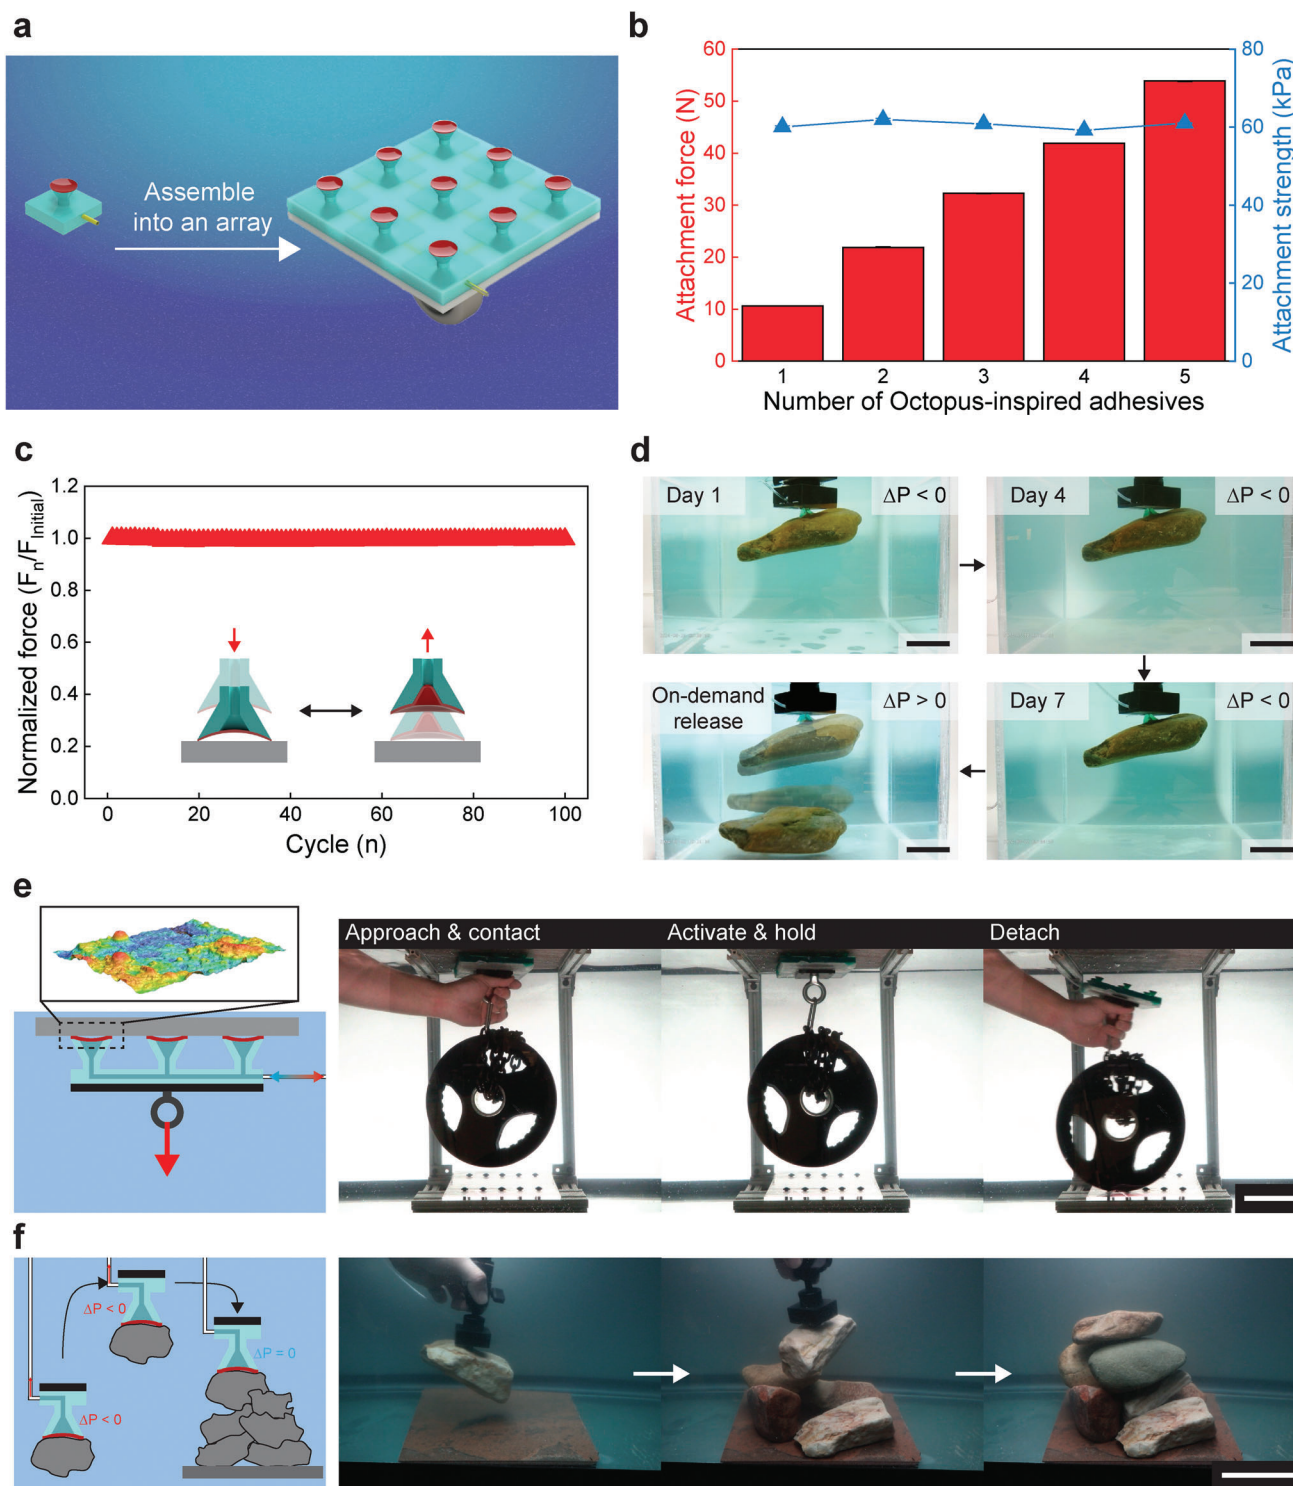 a
Assemble
into an array
b
Attachment force (N)
60
50
40
30
20
10
0
80
60
40
20
0
Attachment strength (kPa)
1 2 3 4 5
Number of Octopus-inspired adhesives
c
Normalized force (Fn/FInitial)
1.2
1.0
0.8
0.6
0.4
0.2
0.0
0 20 40 60 80 100
Cycle (n)
d
Day 1 ΔP < 0
Day 4 ΔP < 0
On-demand
release
ΔP > 0
Day 7 ΔP < 0
e
Approach & contact
Activate & hold
Detach
f
ΔP < 0
ΔP = 0
ΔP < 0